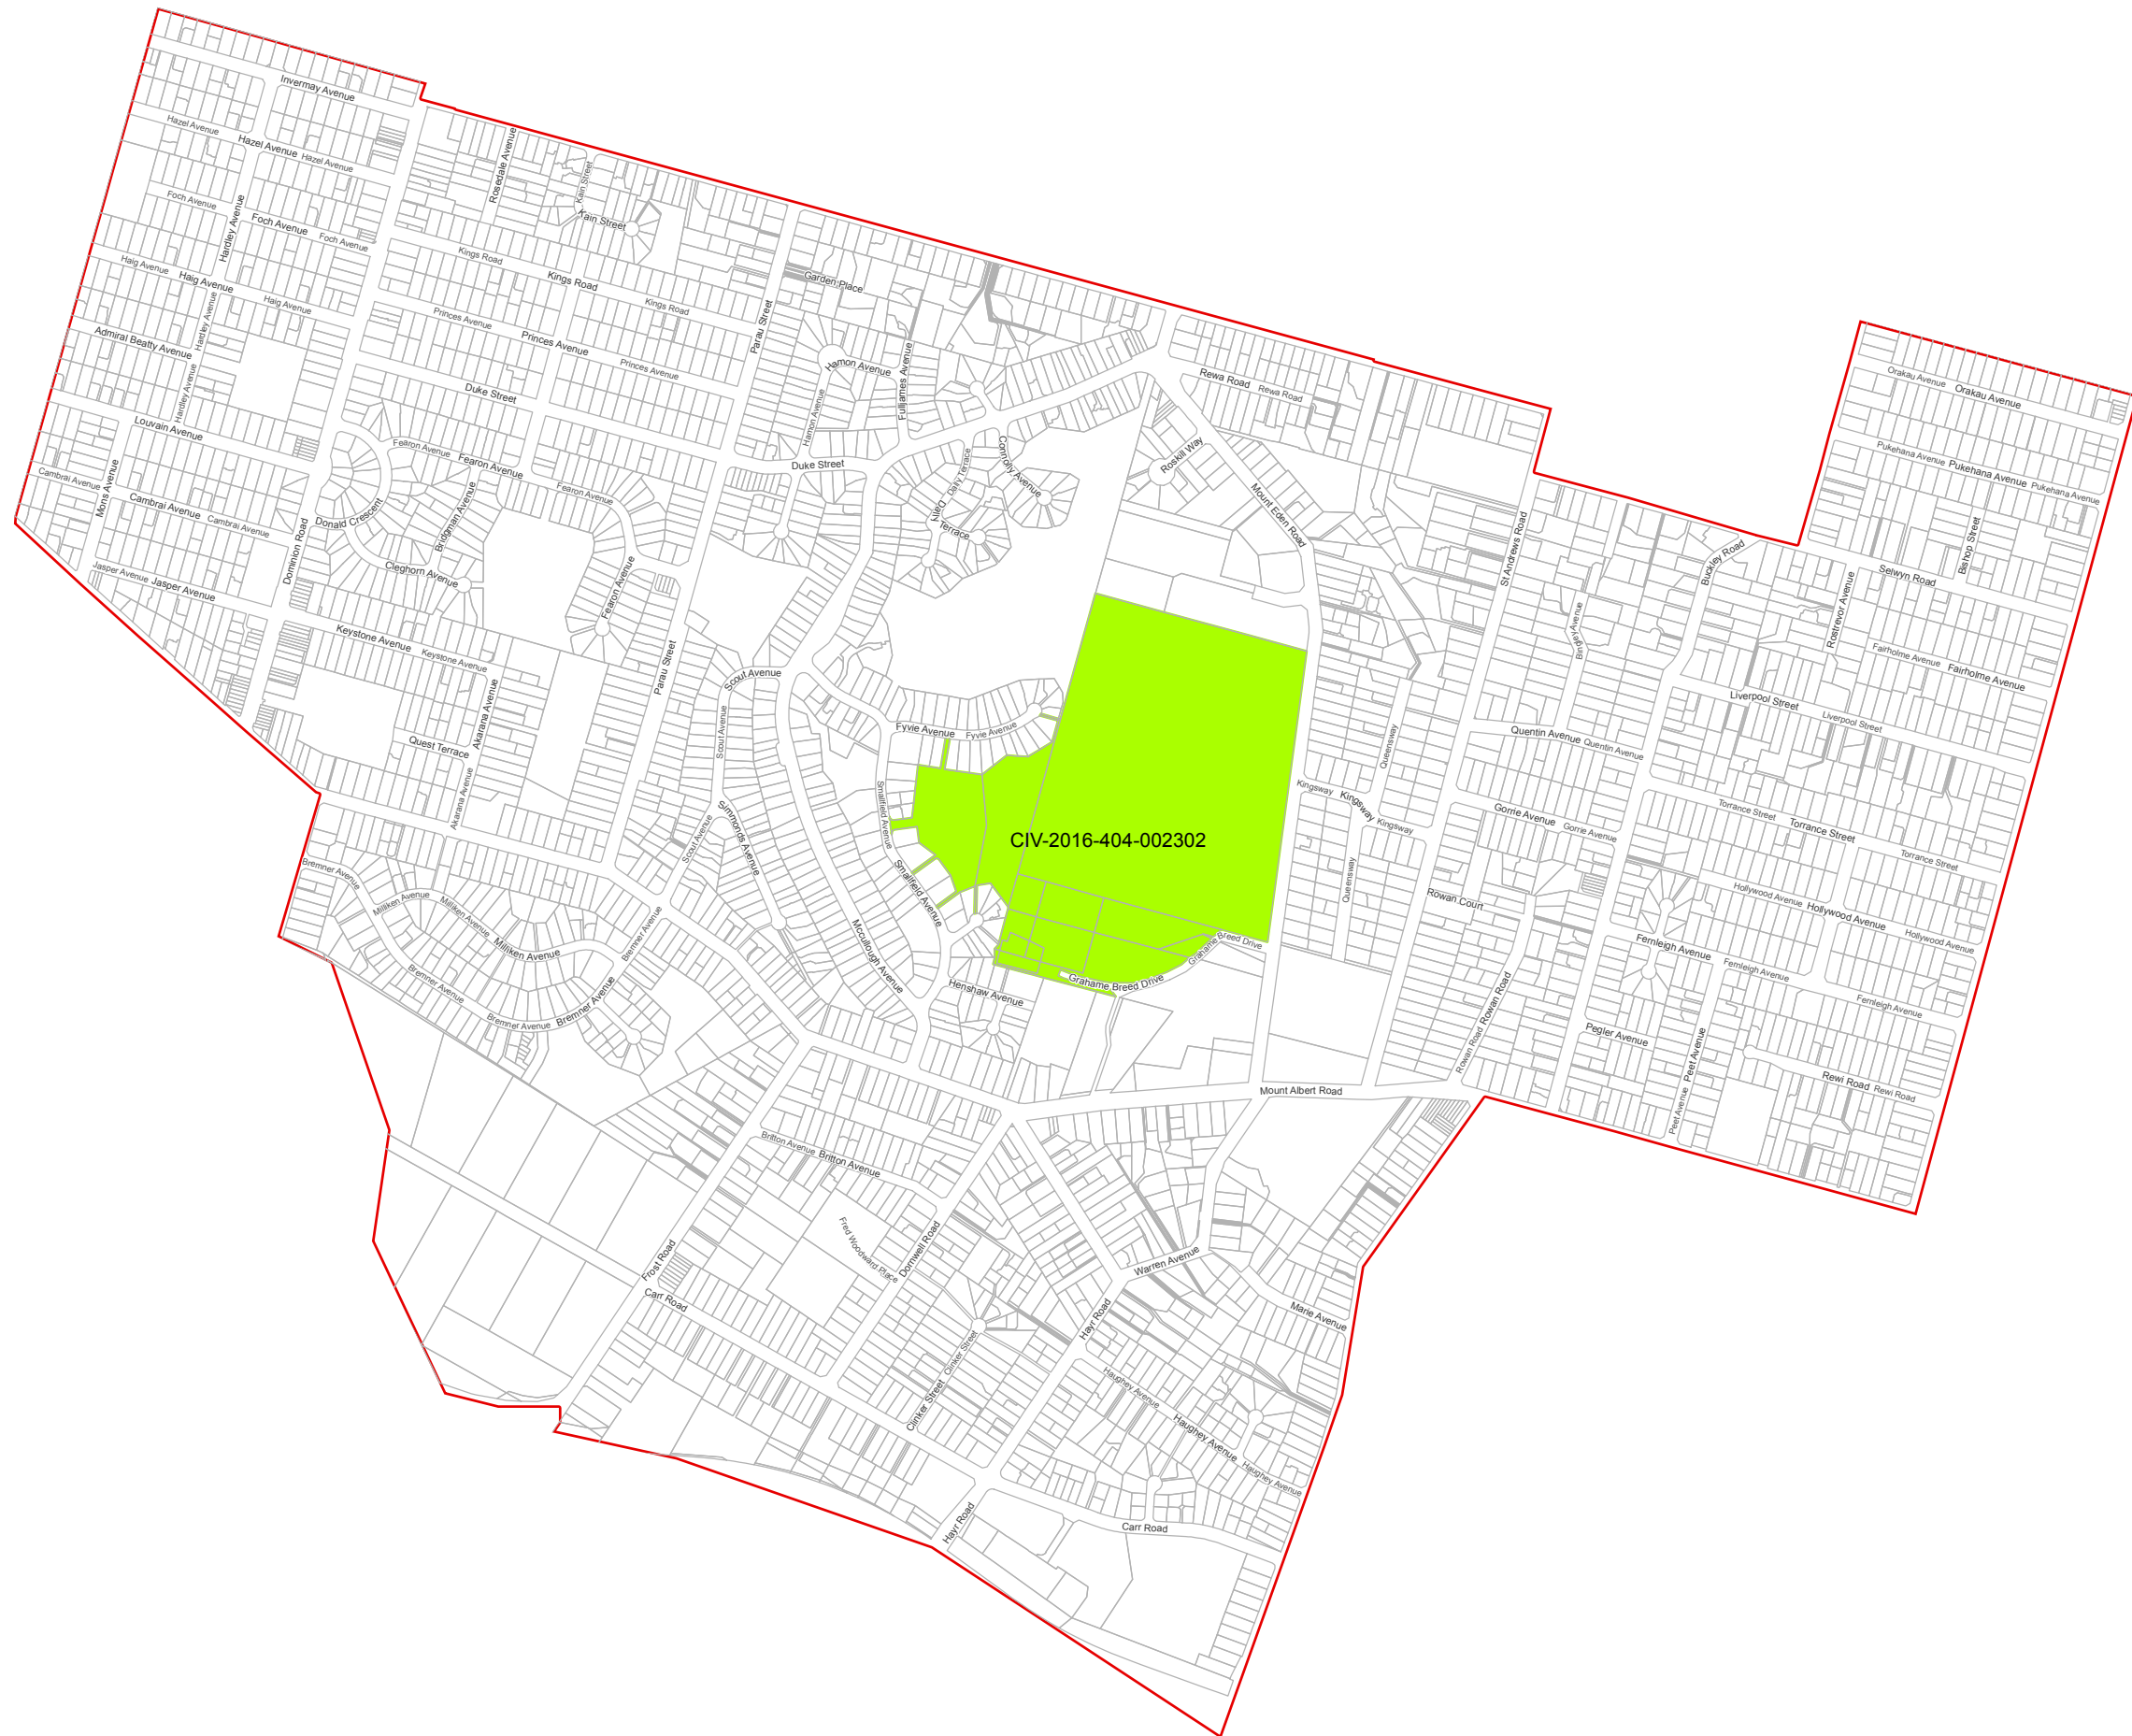 Invermay Avenue
Hazel Avenue
Hazel Avenue
Hazel Avenue
Rosedale Avenue
Kain Street
Kain Street
Foch Avenue
Foch Avenue
Foch Avenue
Hardley Avenue
Haig Avenue
Haig Avenue
Haig Avenue
Hardley Avenue
Hardley Avenue
Kings Road
Kings Road
Kings Road
Garden Place
Princes Avenue
Princes Avenue
Princes Avenue
Parau Street
Admiral Beatty Avenue
Hamon Avenue
Hamon Avenue
Fulljames Avenue
Rewa Road
Rewa Road
Orakau Avenue
Orakau Avenue
Duke Street
Louvain Avenue
Fearon Avenue
Fearon Avenue
Fearon Avenue
Duke Street
Daily Terrace
Connolly Avenue
Roskill Way
Pukehana Avenue
Pukehana Avenue
Pukehana Avenue
Cambrai Avenue
Cambrai Avenue
Cambrai Avenue
Mons Avenue
Donald Crescent
Bridgman Avenue
Daily
Terrace
Mount Eden Road
St Andrews Road
Buckley Road
Bishop Street
Selwyn Road
Dominion Road
Cleghorn Avenue
Jasper Avenue
Jasper Avenue
Fearon Avenue
Bingley Avenue
Rostrevor Avenue
Keystone Avenue
Keystone Avenue
Parau Street
Scout Avenue
Fairholme Avenue
Fairholme Avenue
Liverpool Street
Liverpool Street
Akarana Avenue
Quest Terrace
Scout Avenue
Fyvie Avenue
Fyvie Avenue
Queensway
Quentin Avenue
Quentin Avenue
Akarana Avenue
Simmonds Avenue
Scout Avenue
Smallfield Avenue
Kingsway
Kingsway
Kingsway
Gorrie Avenue
Gorrie Avenue
Torrance Street
Torrance Street
Torrance Street
CIV-2016-404-002302
Bremner Avenue
Milliken Avenue
Milliken Avenue
Milliken Avenue
Smallfield Avenue
Queensway
Rowan Court
Hollywood Avenue
Hollywood Avenue
Hollywood Avenue
Bremner Avenue
Mccullough Avenue
Grahame
Breed Drive
Grahame Breed Drive
Fernleigh Avenue
Fernleigh Avenue
Fernleigh Avenue
Bremner Avenue
Bremner Avenue
Bremner Avenue
Henshaw Avenue
Rowan Road
Rowan Road
Pegler Avenue
Peet Avenue
Peet Avenue
Rewi Road
Rewi Road
Mount Albert Road
Britton Avenue
Britton Avenue
Fred Woodward Place
Dornwell Road
Frost Road
Carr Road
Warren Avenue
Marie Avenue
Hayr Road
Clinker Street
Clinker Street
Haughey Avenue
Haughey Avenue
Haughey Avenue
Hayr Road
Carr Road